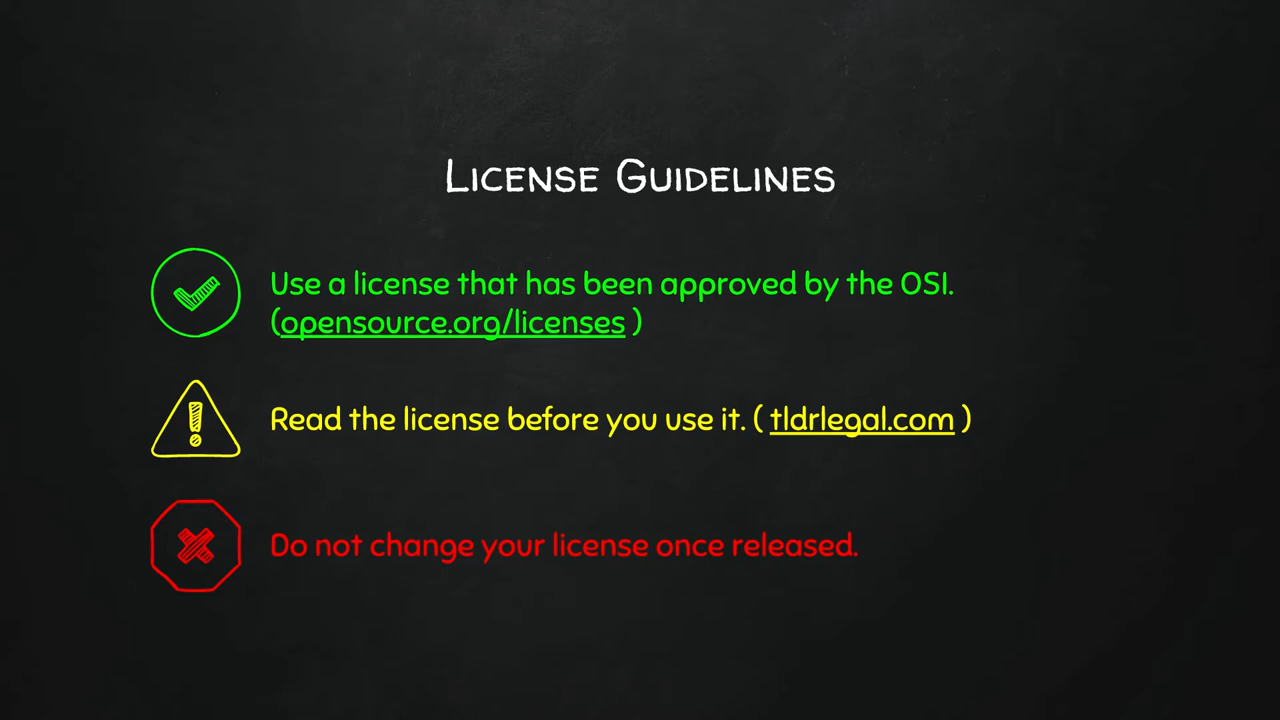 License Guidelines
Use a license that has been approved by the OSI.
(opensource.org/licenses )
Read the license before you use it. ( tldrlegal.com )
Do not change your license once released.